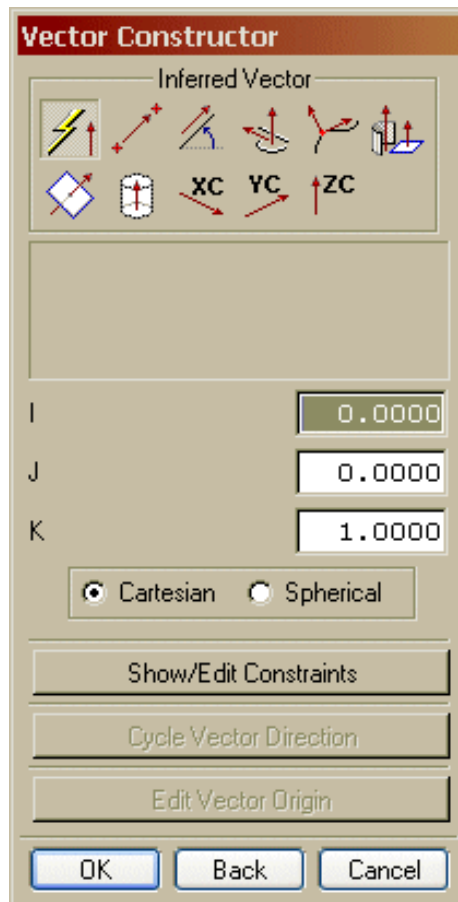 Vector Constructor
Inferred Vector
XC YC ZC
I 0.0000
J 0.0000
K 1.0000
Cartesian Spherical
Show/Edit Constraints
Cycle Vector Direction
Edit Vector Origin
OK Back Cancel